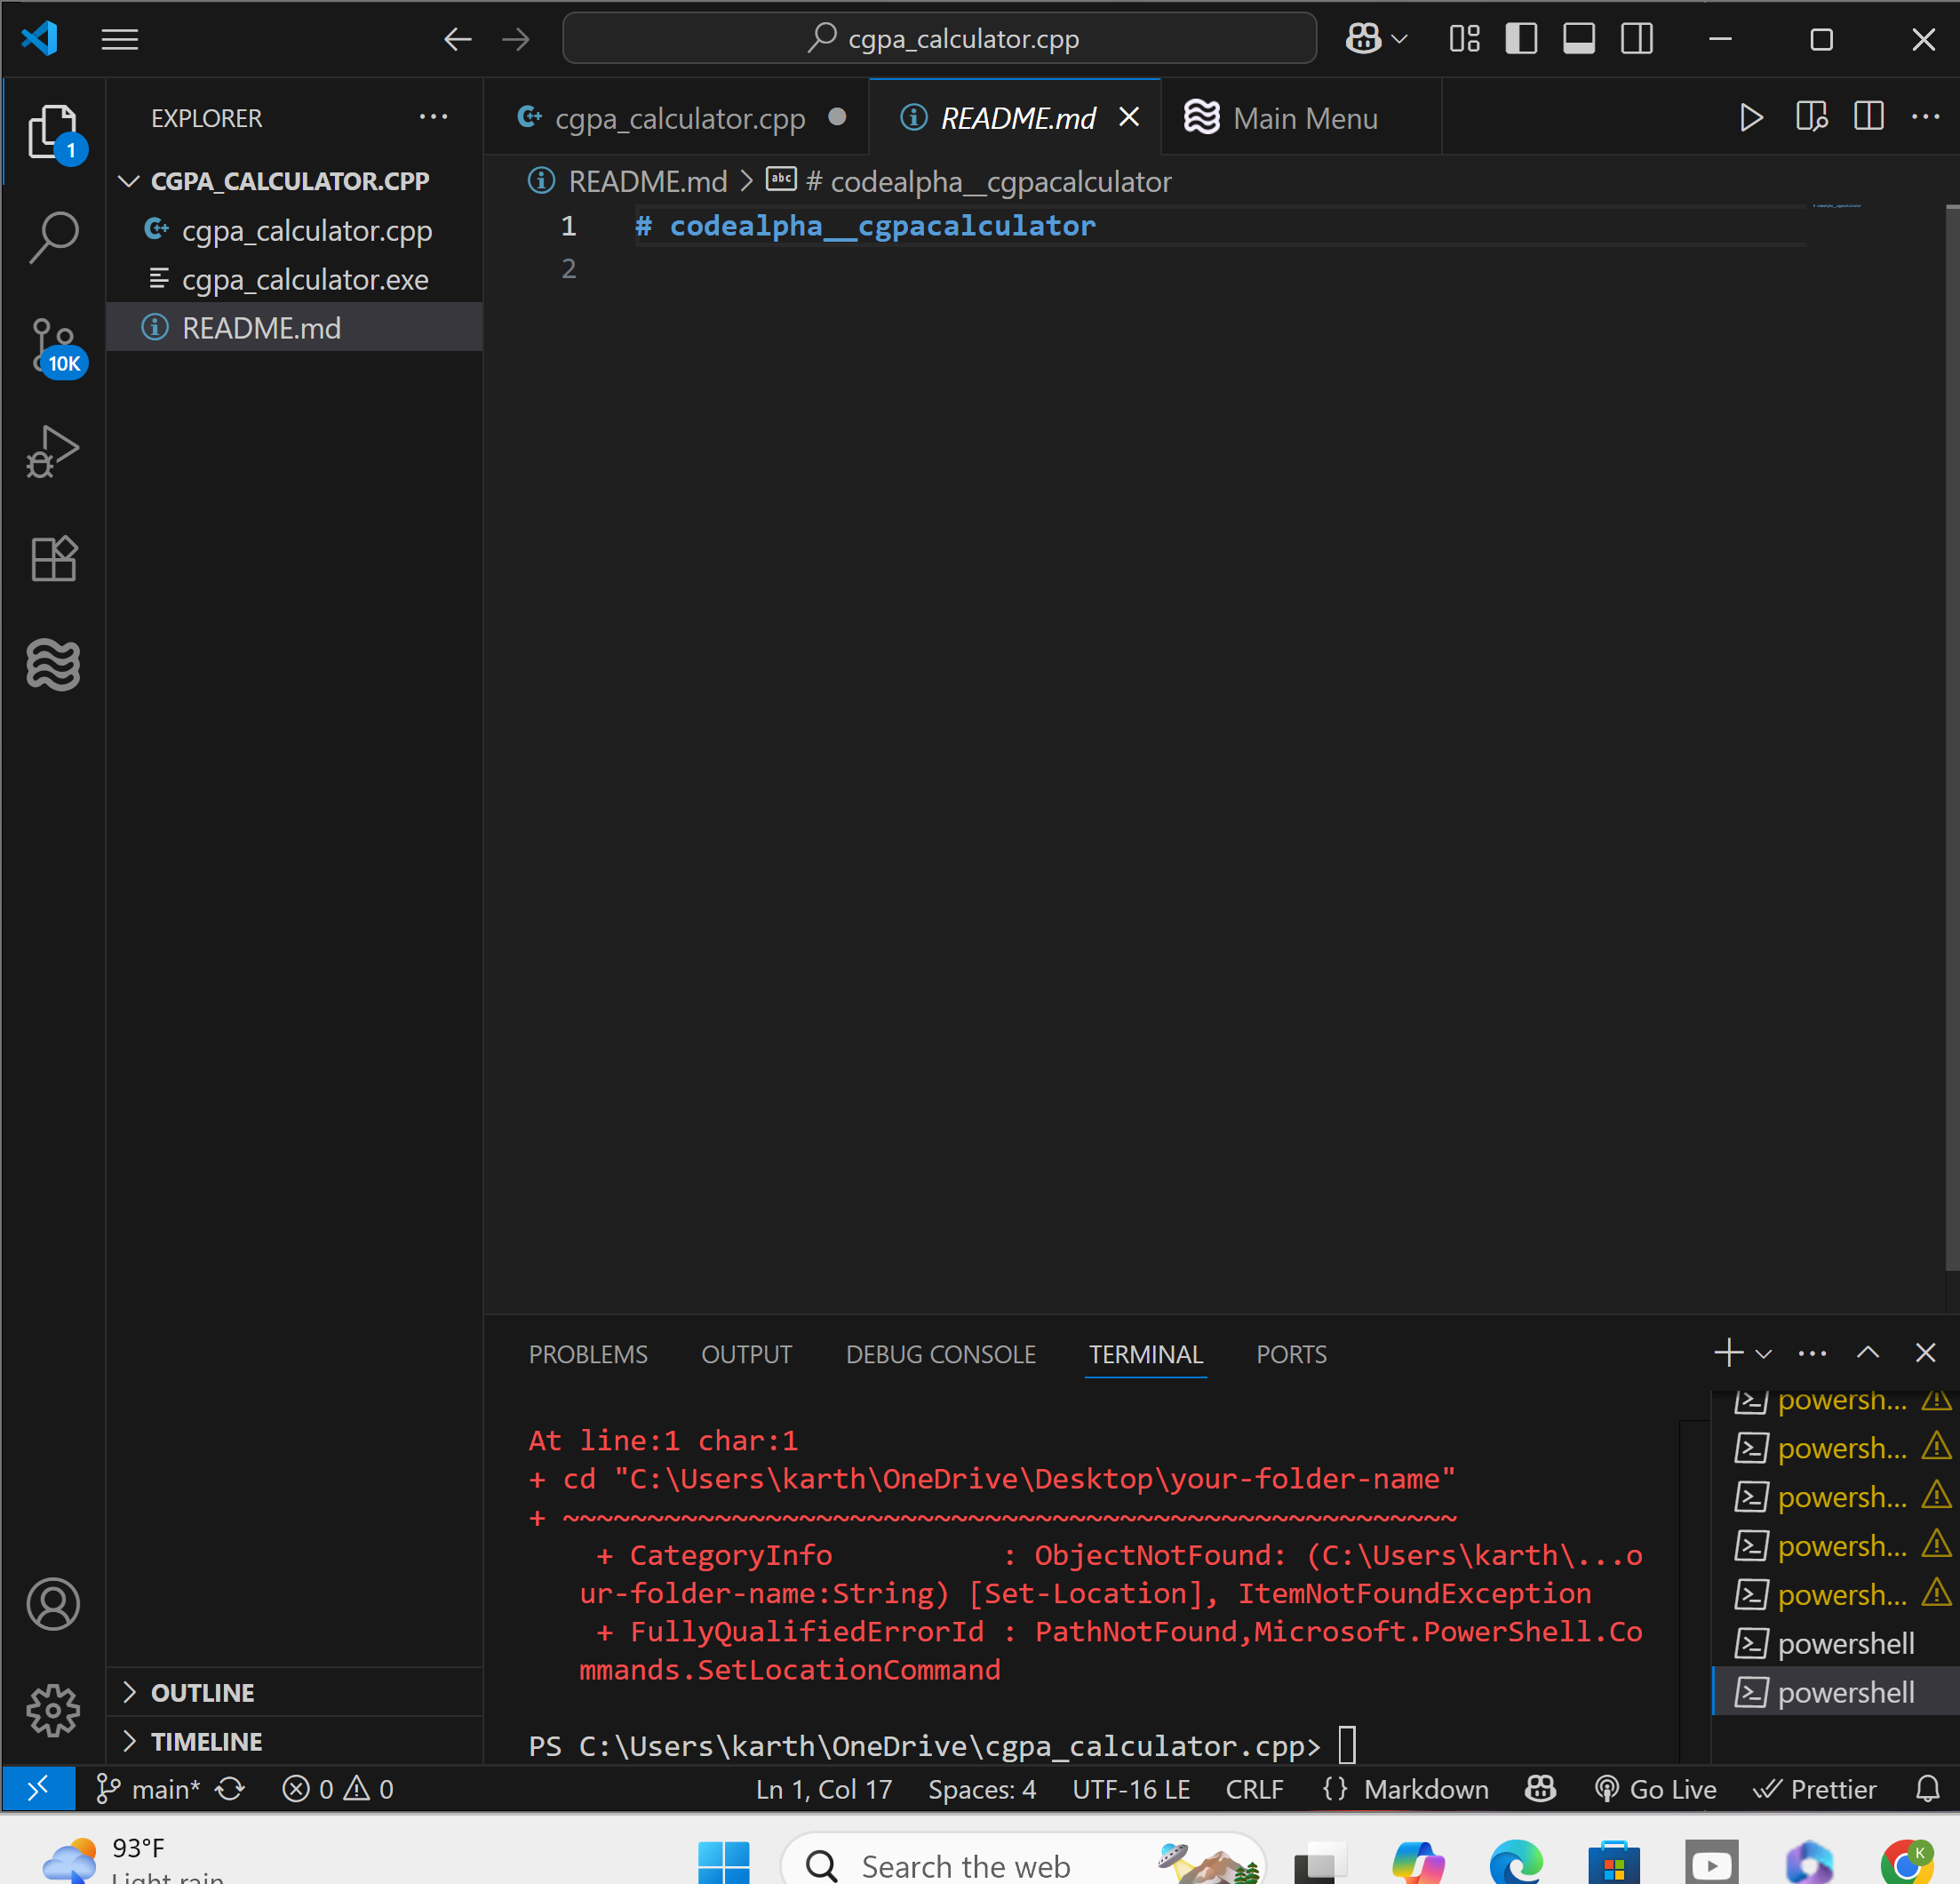 cgpa_calculator.cpp
EXPLORER
cgpa_calculator.cpp
README.md
Main Menu
1
CGPA_CALCULATOR.CPP
README.md > abc # codealpha__cgpacalculator
cgpa_calculator.cpp
1 # codealpha__cgpacalculator
cgpa_calculator.exe
2
README.md
10K
PROBLEMS OUTPUT DEBUG CONSOLE TERMINAL PORTS
At line:1 char:1
+ cd "C:\Users\karth\OneDrive\Desktop\your-folder-name"
+ ~~~~~~~~~~~~~~~~~~~~~~~~~~~~~~~~~~~~~~~~~~~~~~~~~~~~~
+ CategoryInfo : ObjectNotFound: (C:\Users\karth\...o
ur-folder-name:String) [Set-Location], ItemNotFoundException
+ FullyQualifiedErrorId : PathNotFound,Microsoft.PowerShell.Co
mmands.SetLocationCommand
PS C:\Users\karth\OneDrive\cgpa_calculator.cpp>
powersh...
powersh...
powersh...
powersh...
powersh...
powershell
powershell
OUTLINE
TIMELINE
main* 0 0 Ln 1, Col 17 Spaces: 4 UTF-16 LE CRLF {} Markdown Go Live Prettier
93°F
Light rain
Search the web
K